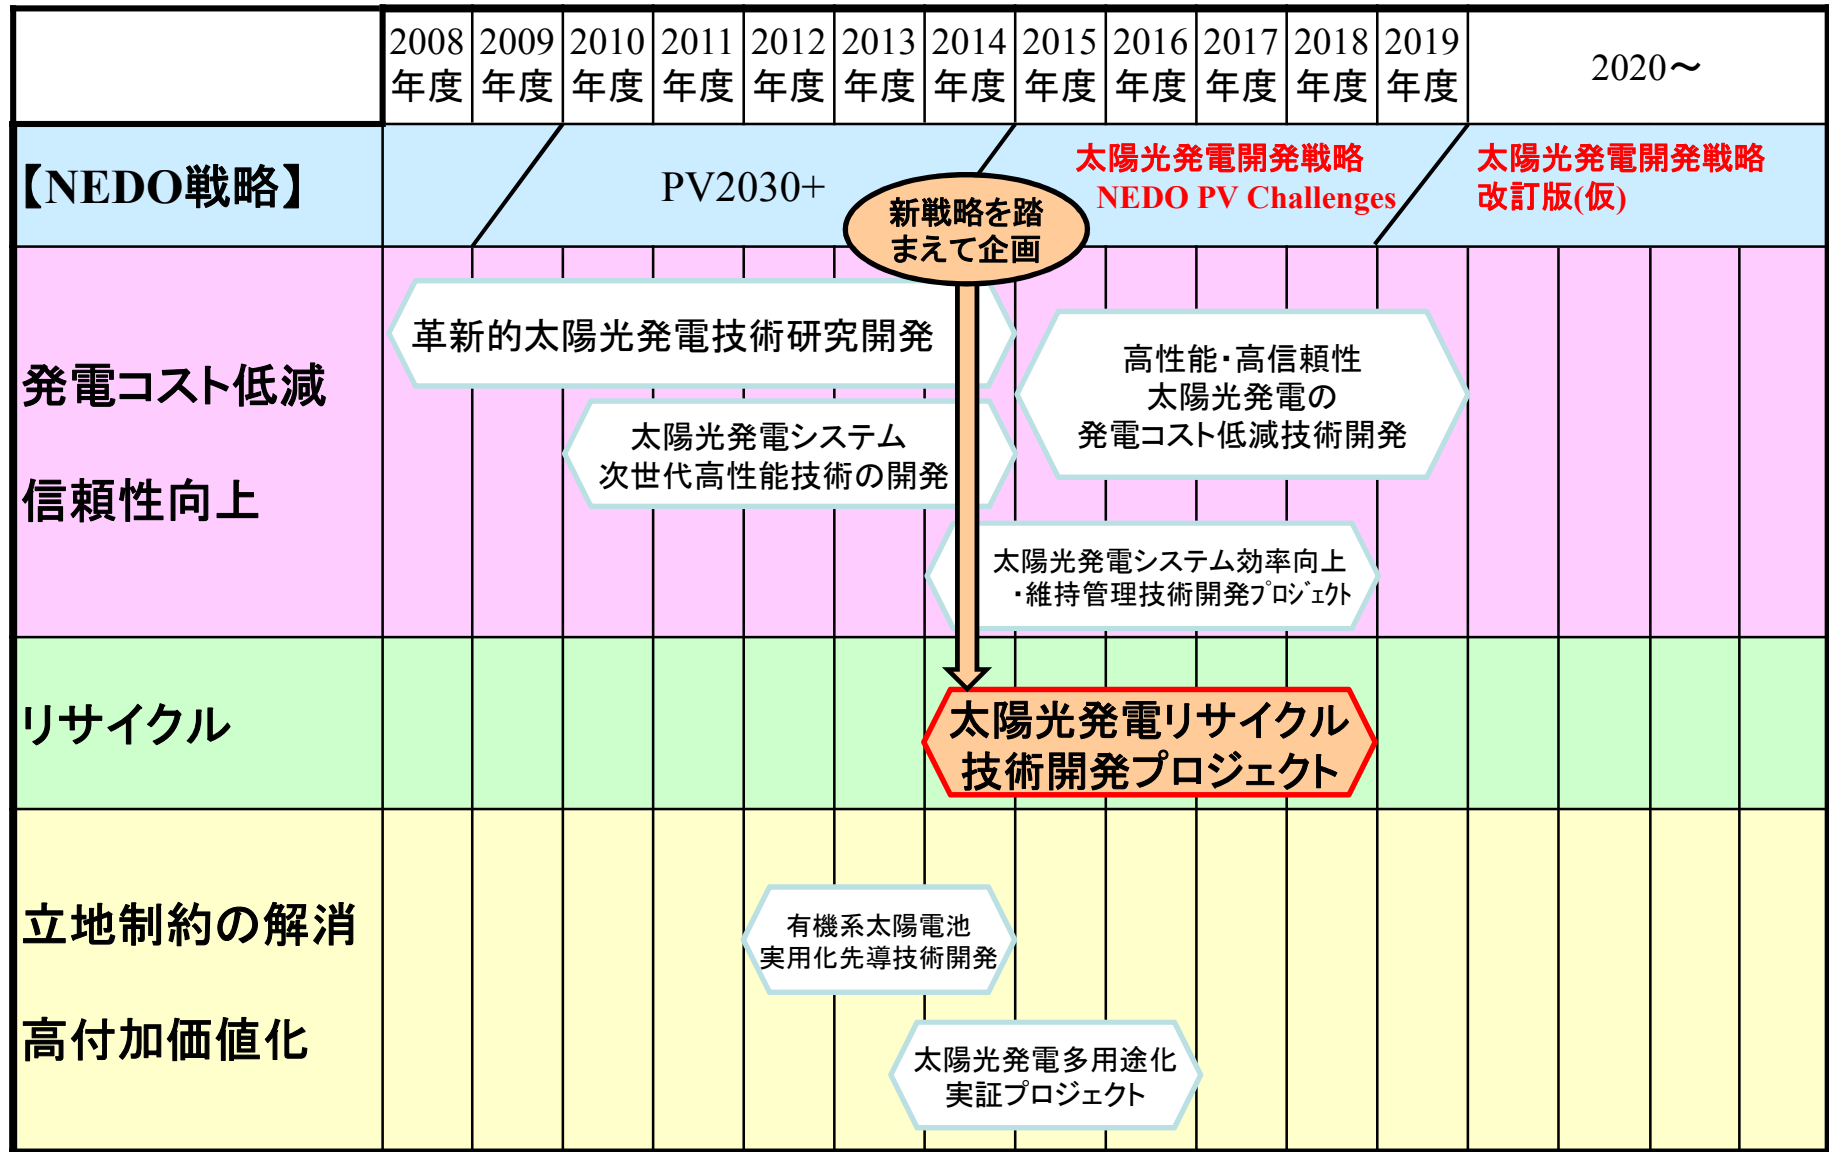 2008
年度
2009
年度
2010
年度
2011
年度
2012
年度
2013
年度
2014
年度
2015
年度
2016
年度
2017
年度
2018
年度
2019
年度
2020～
【NEDO戦略】
PV2030+
太陽光発電開発戦略
NEDO PV Challenges
太陽光発電開発戦略
改訂版(仮)
新戦略を踏
まえて企画
発電コスト低減
信頼性向上
革新的太陽光発電技術研究開発
太陽光発電システム
次世代高性能技術の開発
高性能・高信頼性
太陽光発電の
発電コスト低減技術開発
太陽光発電システム効率向上
・維持管理技術開発ﾌﾟﾛｼﾞｪｸﾄ
リサイクル
太陽光発電リサイクル
技術開発プロジェクト
立地制約の解消
高付加価値化
有機系太陽電池
実用化先導技術開発
太陽光発電多用途化
実証プロジェクト